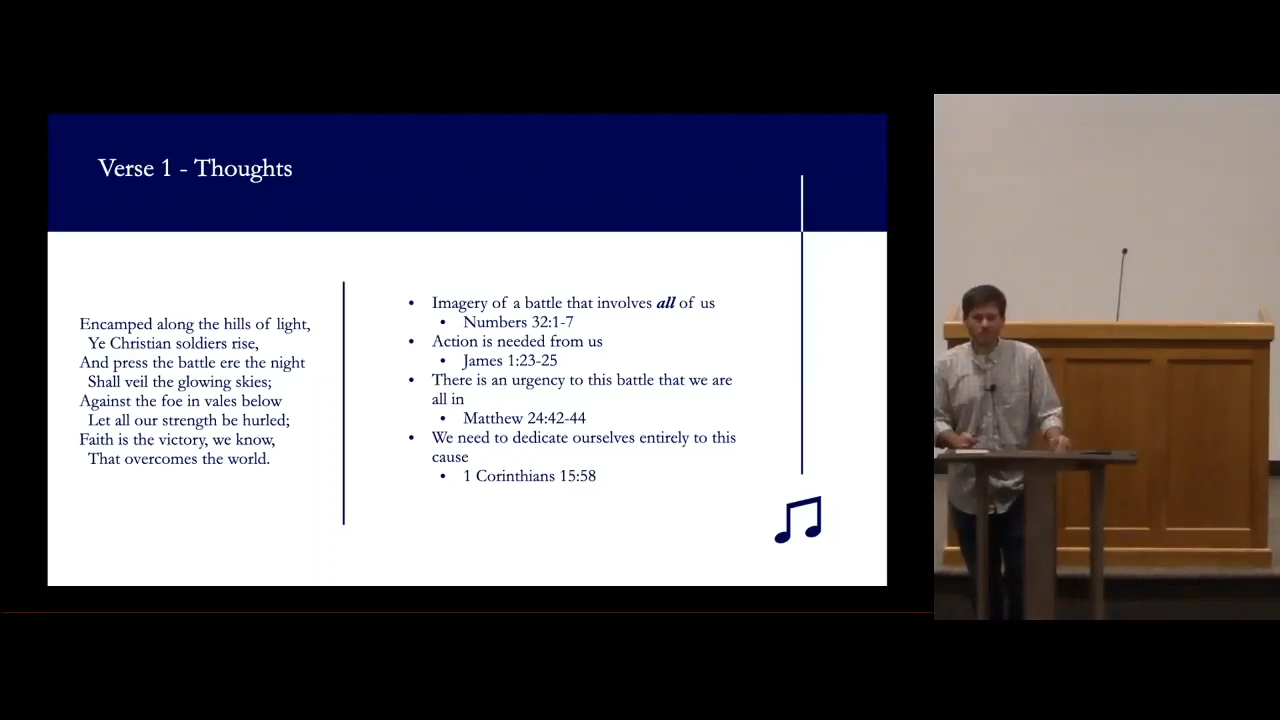 Verse 1 - Thoughts
Encamped along the hills of light,
Ye Christian soldiers rise,
And press the battle ere the night
Shall veil the glowing skies;
Against the foe in vales below
Let all our strength be hurled;
Faith is the victory, we know,
That overcomes the world.
• Imagery of a battle that involves all of us
• Numbers 32:1-7
• Action is needed from us
• James 1:23-25
• There is an urgency to this battle that we are
all in
• Matthew 24:42-44
• We need to dedicate ourselves entirely to this
cause
• 1 Corinthians 15:58